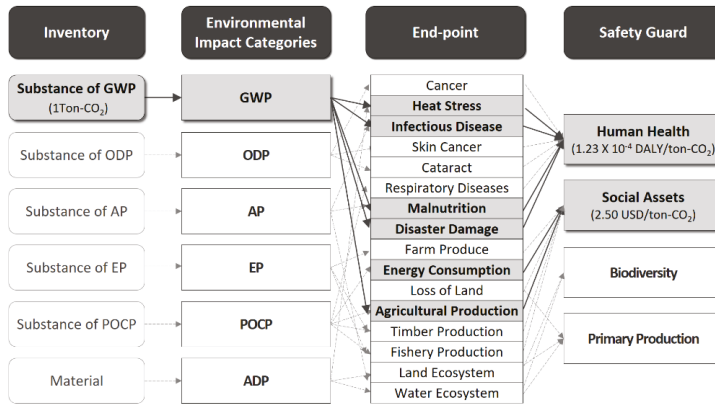 Inventory
Environmental
Impact Categories
End-point
Safety Guard
Substance of GWP
(1Ton-CO₂)
Substance of ODP
Substance of AP
Substance of EP
Substance of POCP
Material
GWP
ODP
AP
EP
POCP
ADP
Cancer
Heat Stress
Infectious Disease
Skin Cancer
Cataract
Respiratory Diseases
Malnutrition
Disaster Damage
Farm Produce
Energy Consumption
Loss of Land
Agricultural Production
Timber Production
Fishery Production
Land Ecosystem
Water Ecosystem
Human Health
(1.23 X 10⁻⁴ DALY/ton-CO₂)
Social Assets
(2.50 USD/ton-CO₂)
Biodiversity
Primary Production